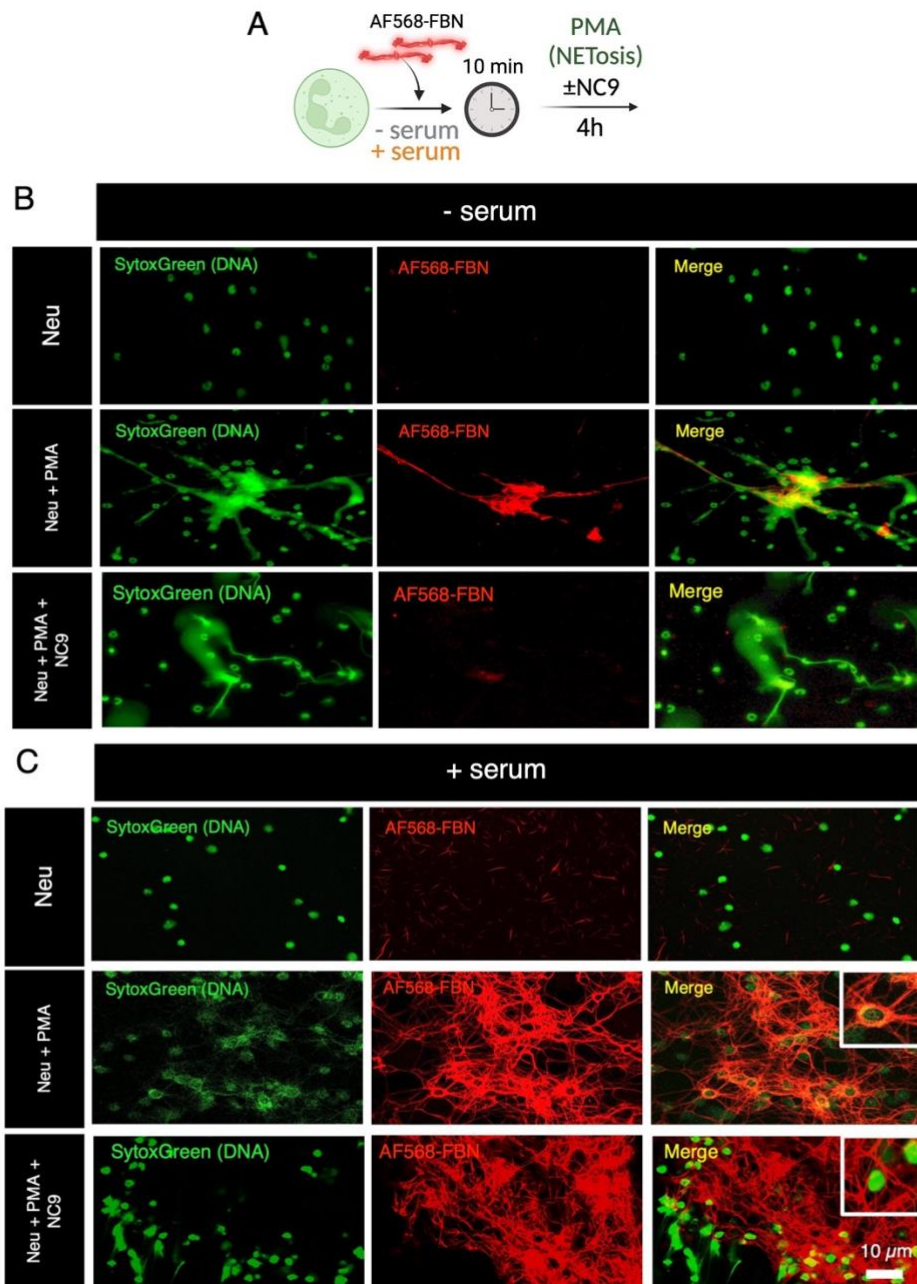 A
AF568-FBN
10 min
PMA
(NETosis)
±NC9
4h
- serum
+ serum
B
- serum
Neu
SytoxGreen (DNA)
AF568-FBN
Merge
Neu + PMA
SytoxGreen (DNA)
AF568-FBN
Merge
Neu + PMA +
NC9
SytoxGreen (DNA)
AF568-FBN
Merge
C
+ serum
Neu
SytoxGreen (DNA)
AF568-FBN
Merge
Neu + PMA
SytoxGreen (DNA)
AF568-FBN
Merge
Neu + PMA +
NC9
SytoxGreen (DNA)
AF568-FBN
Merge
10 µm